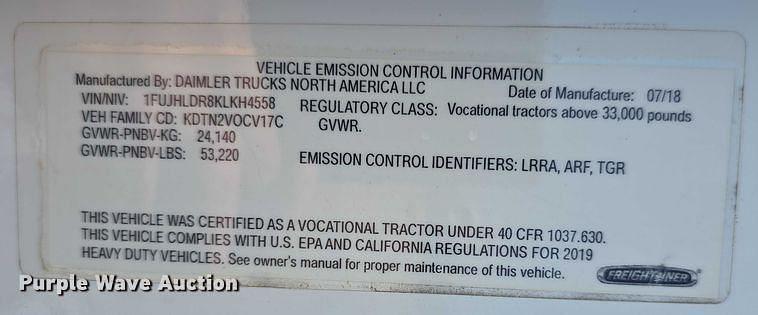 VEHICLE EMISSION CONTROL INFORMATION
Manufactured By: DAIMLER TRUCKS NORTH AMERICA LLC Date of Manufacture: 07/18
VIN/NIV: 1FUJHLDR8KLKH4558 REGULATORY CLASS: Vocational tractors above 33,000 pounds
VEH FAMILY CD: KDTN2VOCV17C GVWR.
GVWR-PNBV-KG: 24,140
GVWR-PNBV-LBS: 53,220 EMISSION CONTROL IDENTIFIERS: LRRA, ARF, TGR
THIS VEHICLE WAS CERTIFIED AS A VOCATIONAL TRACTOR UNDER 40 CFR 1037.630.
THIS VEHICLE COMPLIES WITH U.S. EPA AND CALIFORNIA REGULATIONS FOR 2019
HEAVY DUTY VEHICLES. See owner's manual for proper maintenance of this vehicle.
FREIGHTLINER
Purple Wave Auction